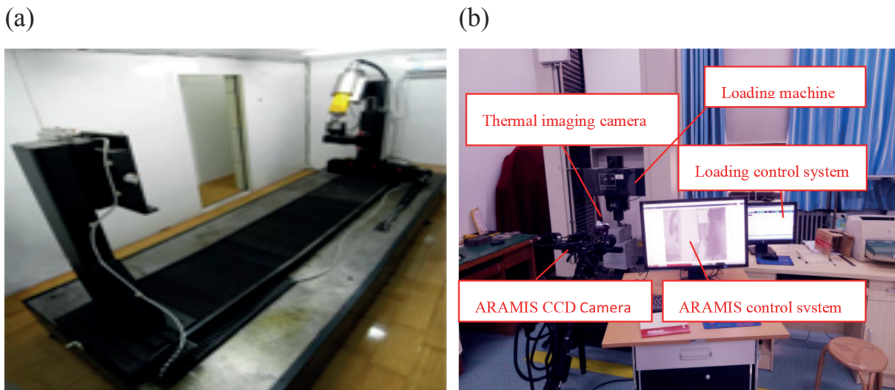 (a)
(b)
Loading machine
Thermal imaging camera
Loading control system
ARAMIS CCD Camera
ARAMIS control system